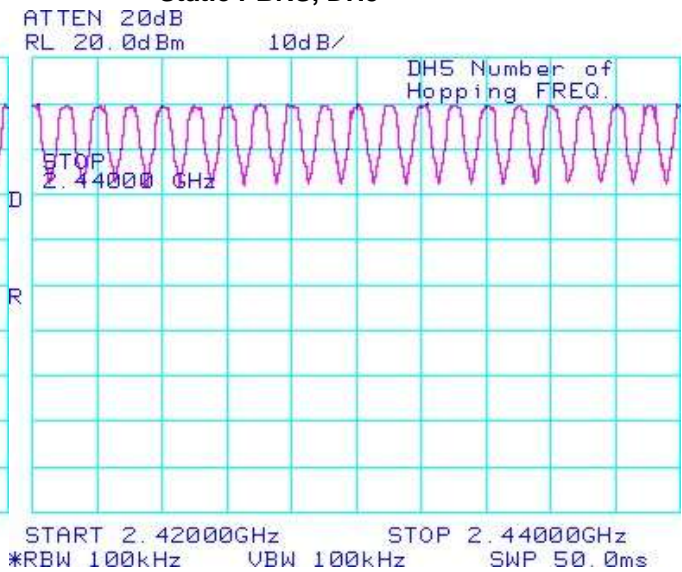 ATTEN 20dB
RL 20.0dBm 10dB/
DH5 Number of
Hopping FREQ.
STOP
2.44000 GHz
D
R
START 2.42000GHz STOP 2.44000GHz
*RBW 100kHz VBW 100kHz SWP 50.0ms